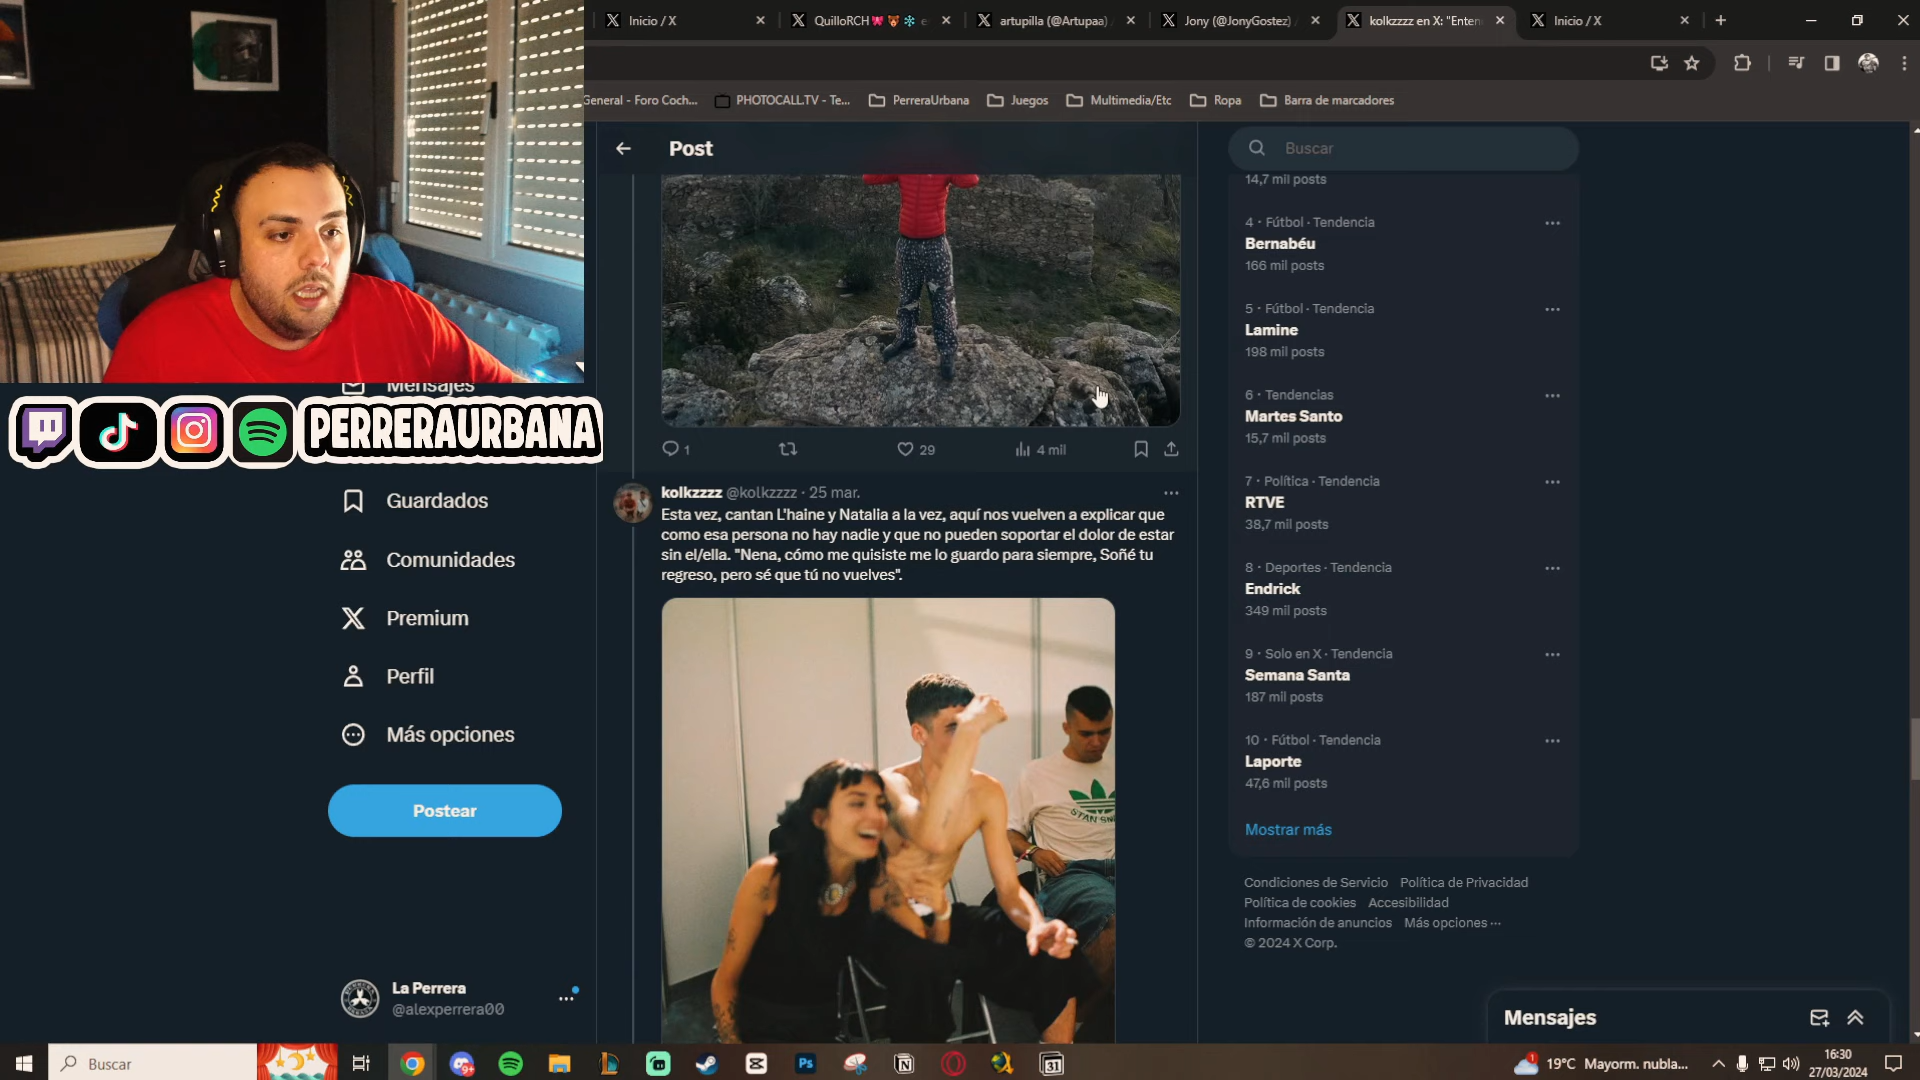 Inicio / X
QuilloRCH
artupilla (@Artupaa)
Jony (@JonyGostez)
kolkzzzz en X: "Enten
Inicio / X
General - Foro Coch...
PHOTOCALL.TV - Te...
PerreraUrbana
Juegos
Multimedia/Etc
Ropa
Barra de marcadores
PERRERAURBANA
Mensajes
Guardados
Comunidades
Premium
Perfil
Más opciones
Postear
La Perrera
@alexperrera00
Post
1
29
4 mil
kolkzzzz @kolkzzzz · 25 mar.
Esta vez, cantan L'haine y Natalia a la vez, aquí nos vuelven a explicar que
como esa persona no hay nadie y que no pueden soportar el dolor de estar
sin el/ella. "Nena, cómo me quisiste me lo guardo para siempre, Soñé tu
regreso, pero sé que tú no vuelves".
Buscar
14,7 mil posts
4 · Fútbol · Tendencia
Bernabéu
166 mil posts
5 · Fútbol · Tendencia
Lamine
198 mil posts
6 · Tendencias
Martes Santo
15,7 mil posts
7 · Política · Tendencia
RTVE
38,7 mil posts
8 · Deportes · Tendencia
Endrick
349 mil posts
9 · Solo en X · Tendencia
Semana Santa
187 mil posts
10 · Fútbol · Tendencia
Laporte
47,6 mil posts
Mostrar más
Condiciones de Servicio Política de Privacidad
Política de cookies Accesibilidad
Información de anuncios Más opciones ···
© 2024 X Corp.
Mensajes
Buscar
9+
Ps
31
1
19°C Mayorm. nubla...
16:30
27/03/2024